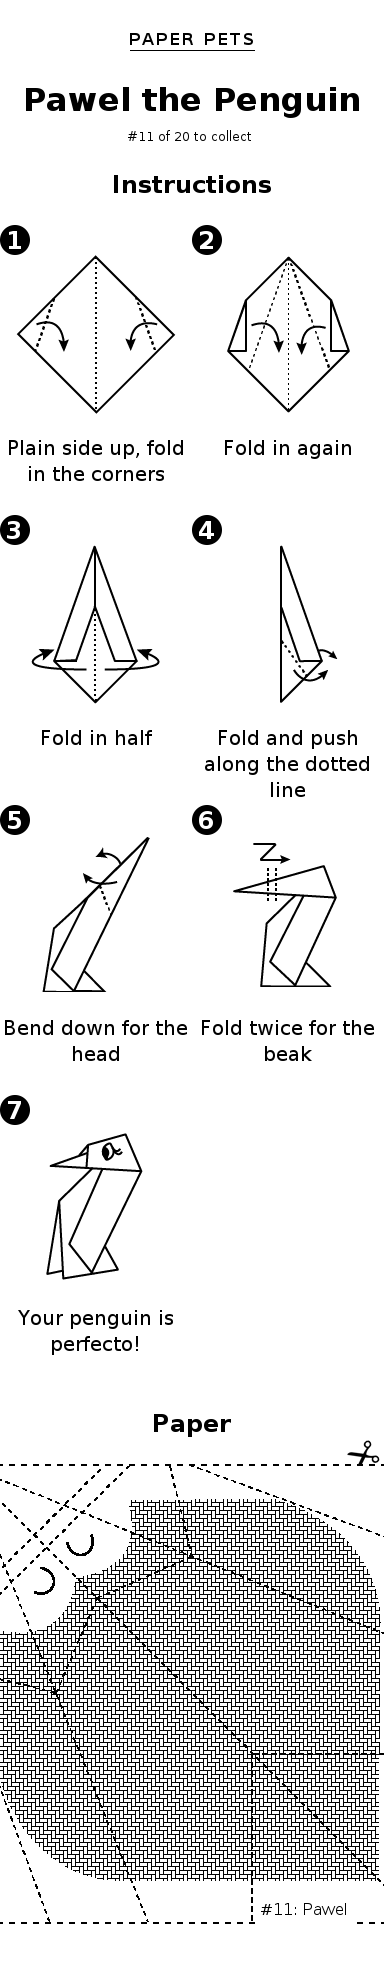 PAPER PETS
Pawel the Penguin
#11 of 20 to collect
Instructions
1
Plain side up, fold
in the corners
2
Fold in again
3
Fold in half
4
Fold and push
along the dotted
line
5
Bend down for the
head
6
Fold twice for the
beak
7
Your penguin is
perfecto!
Paper
#11: Pawel